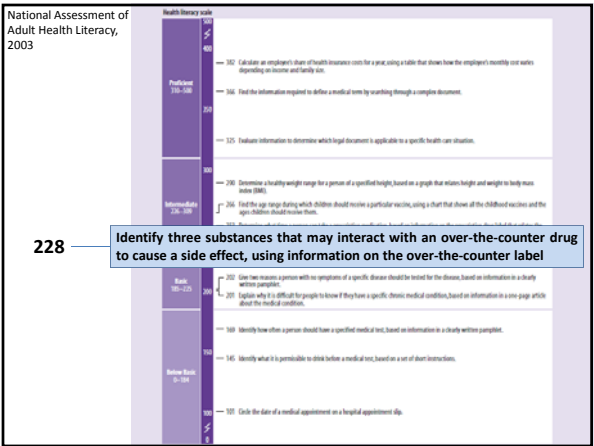 National Assessment of
Adult Health Literacy,
2003
Health literacy scale
500
400
382 Calculate an employee's share of health insurance costs for a year, using a table that shows how the employee's monthly cost varies
depending on income and family size.
Proficient
310–500
366 Find the information required to define a medical term by searching through a complex document.
350
325 Evaluate information to determine which legal document is applicable to a specific health care situation.
300
290 Determine a healthy weight range for a person of a specified height, based on a graph that relates height and weight to body mass
index (BMI).
Intermediate
226–309
266 Find the age range during which children should receive a particular vaccine, using a chart that shows all the childhood vaccines and the
ages children should receive them.
228
Identify three substances that may interact with an over-the-counter drug
to cause a side effect, using information on the over-the-counter label
Basic
185–225
202 Give two reasons a person with no symptoms of a specific disease should be tested for the disease, based on information in a clearly
written pamphlet.
200
201 Explain why it is difficult for people to know if they have a specific chronic medical condition, based on information in a one-page article
about the medical condition.
169 Identify how often a person should have a specified medical test, based on information in a clearly written pamphlet.
150
145 Identify what it is permissible to drink before a medical test, based on a set of short instructions.
Below Basic
0–184
100
101 Circle the date of a medical appointment on a hospital appointment slip.
0